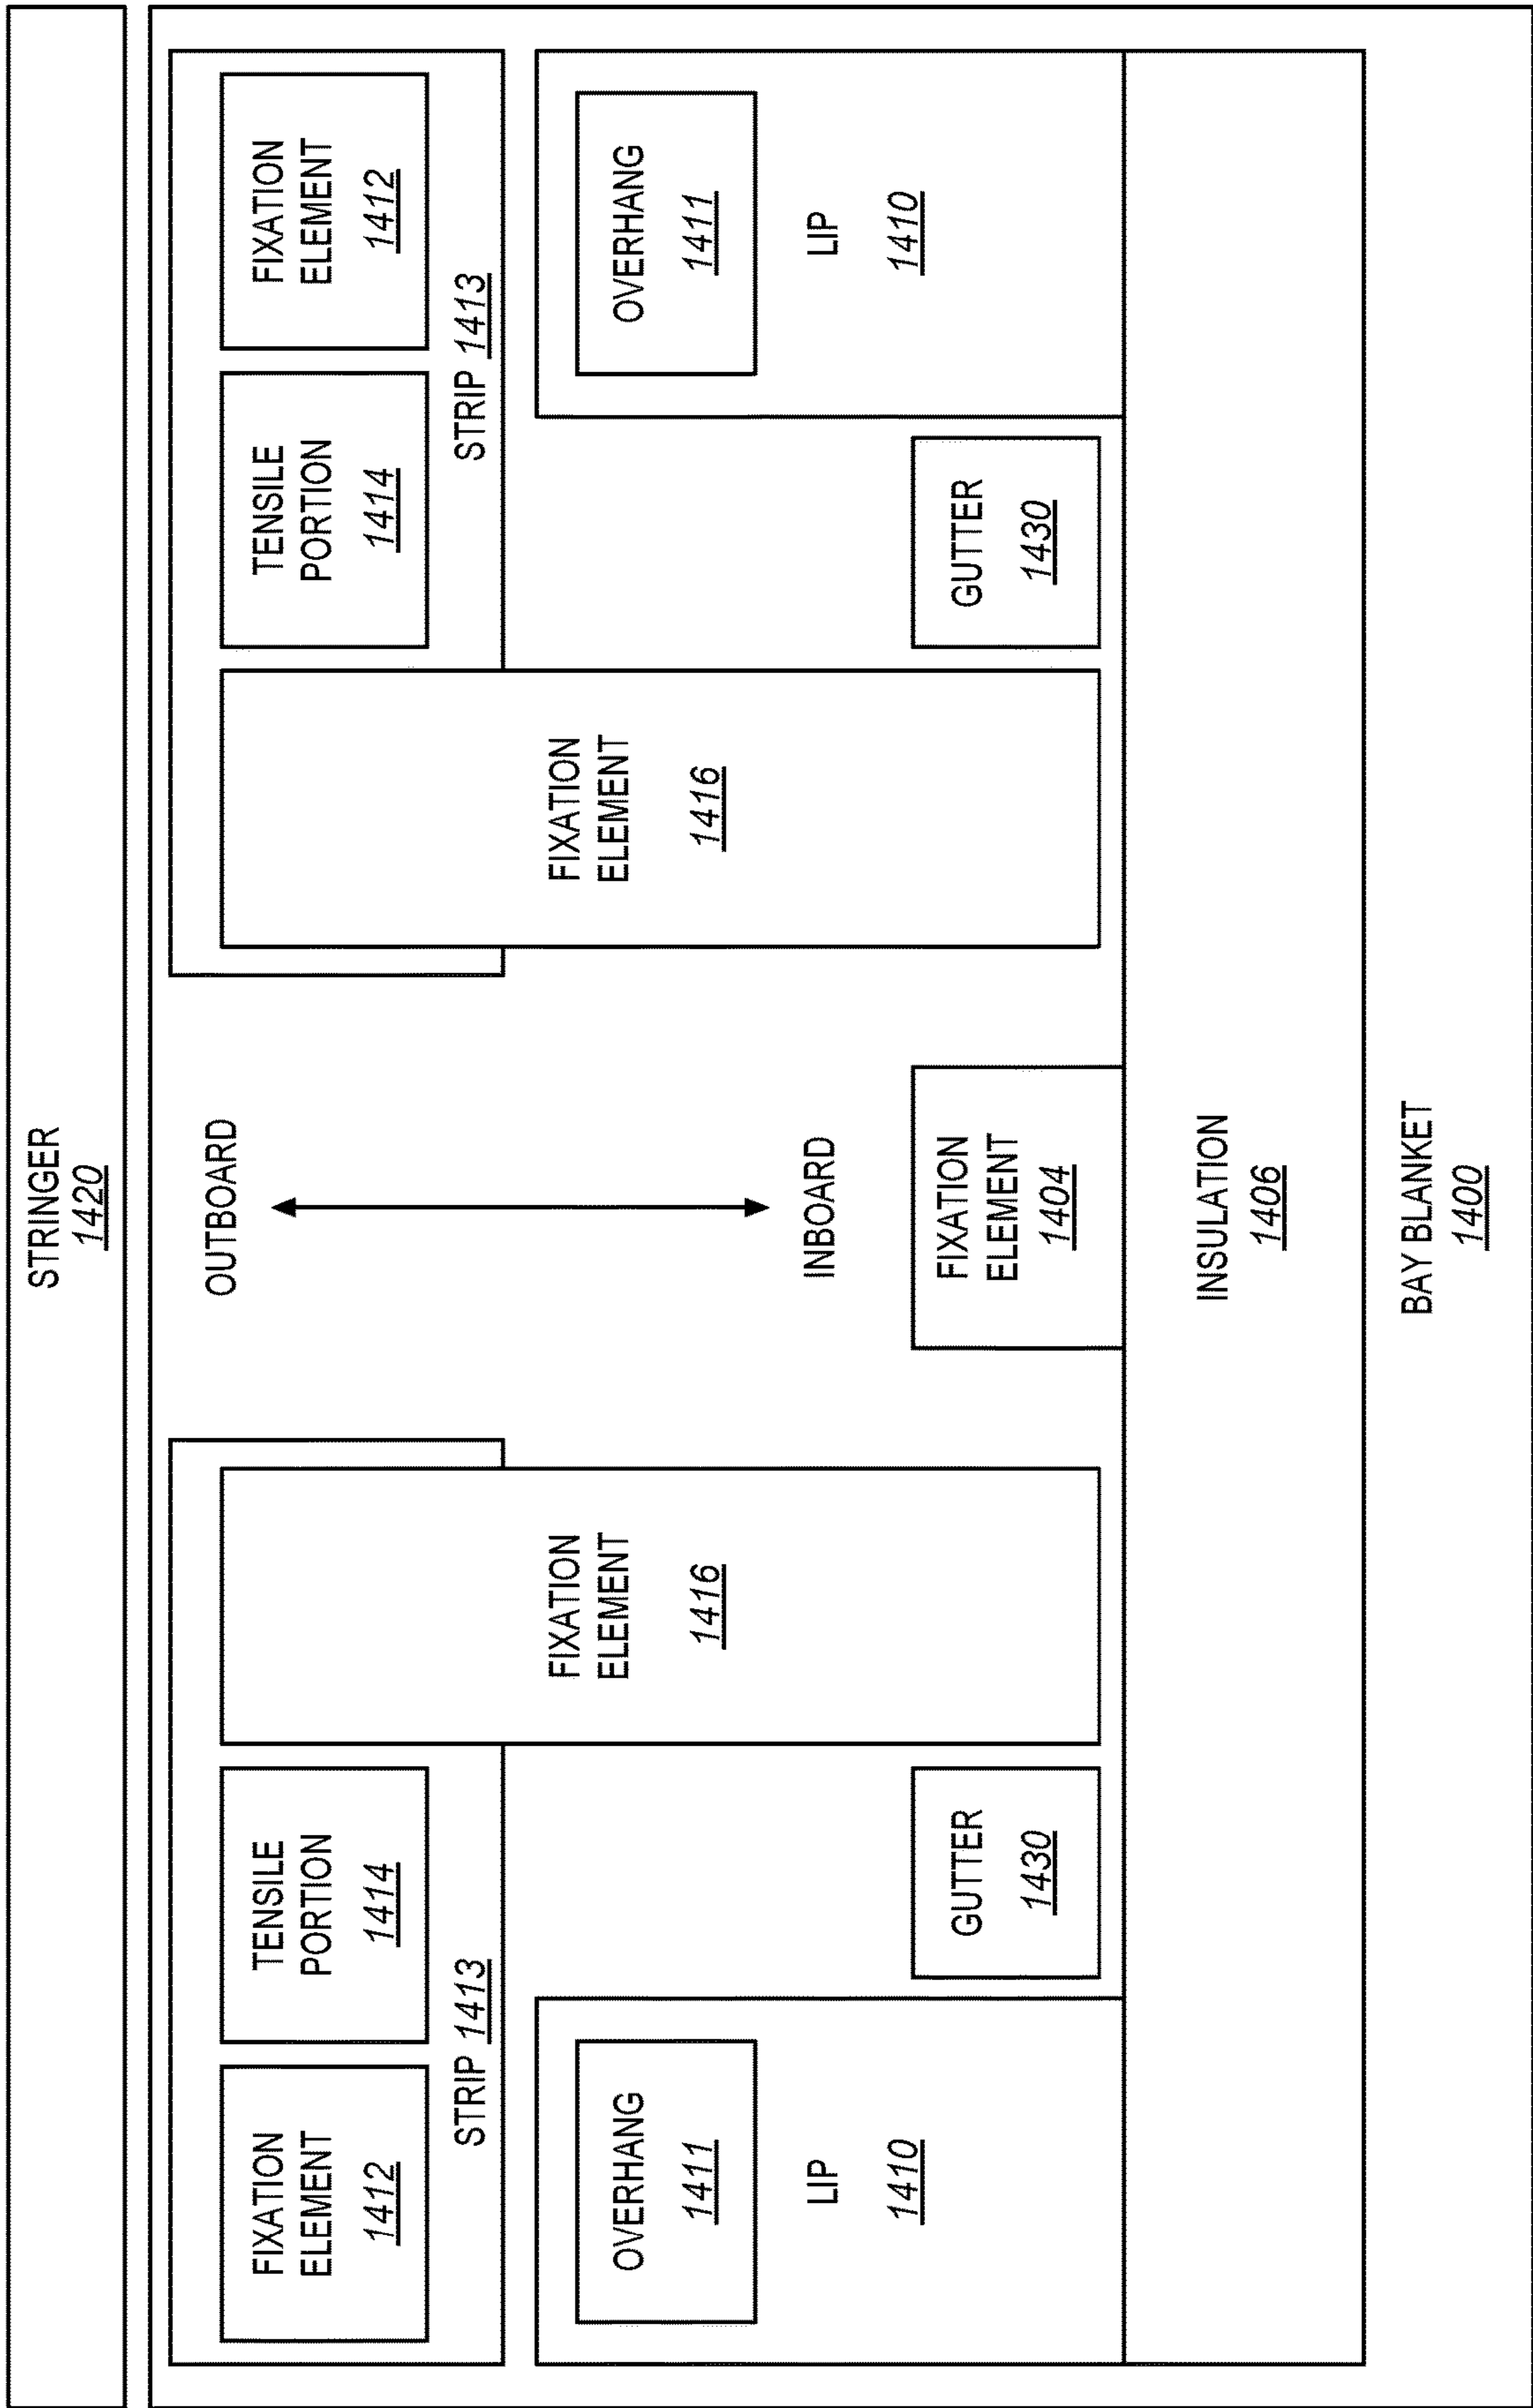 STRINGER
1420
FIXATION
ELEMENT
1412
TENSILE
PORTION
1414
STRIP 1413
OUTBOARD
TENSILE
PORTION
1414
FIXATION
ELEMENT
1412
STRIP 1413
OVERHANG
1411
LIP
1410
FIXATION
ELEMENT
1416
GUTTER
1430
INBOARD
FIXATION
ELEMENT
1404
FIXATION
ELEMENT
1416
GUTTER
1430
OVERHANG
1411
LIP
1410
INSULATION
1406
BAY BLANKET
1400